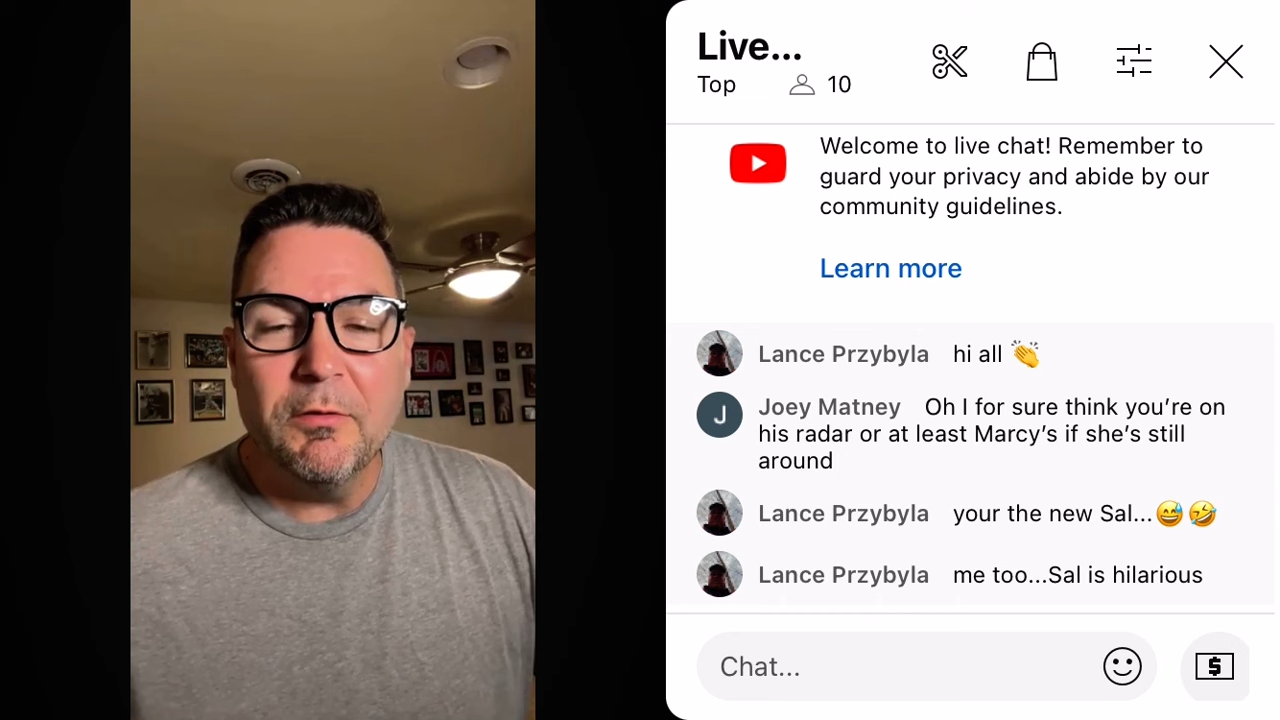 Live...
Top 10
Welcome to live chat! Remember to
guard your privacy and abide by our
community guidelines.
Learn more
Lance Przybyla hi all 👏
Joey Matney Oh I for sure think you’re on
his radar or at least Marcy’s if she’s still
around
Lance Przybyla your the new Sal...😅🤣
Lance Przybyla me too...Sal is hilarious
Chat...